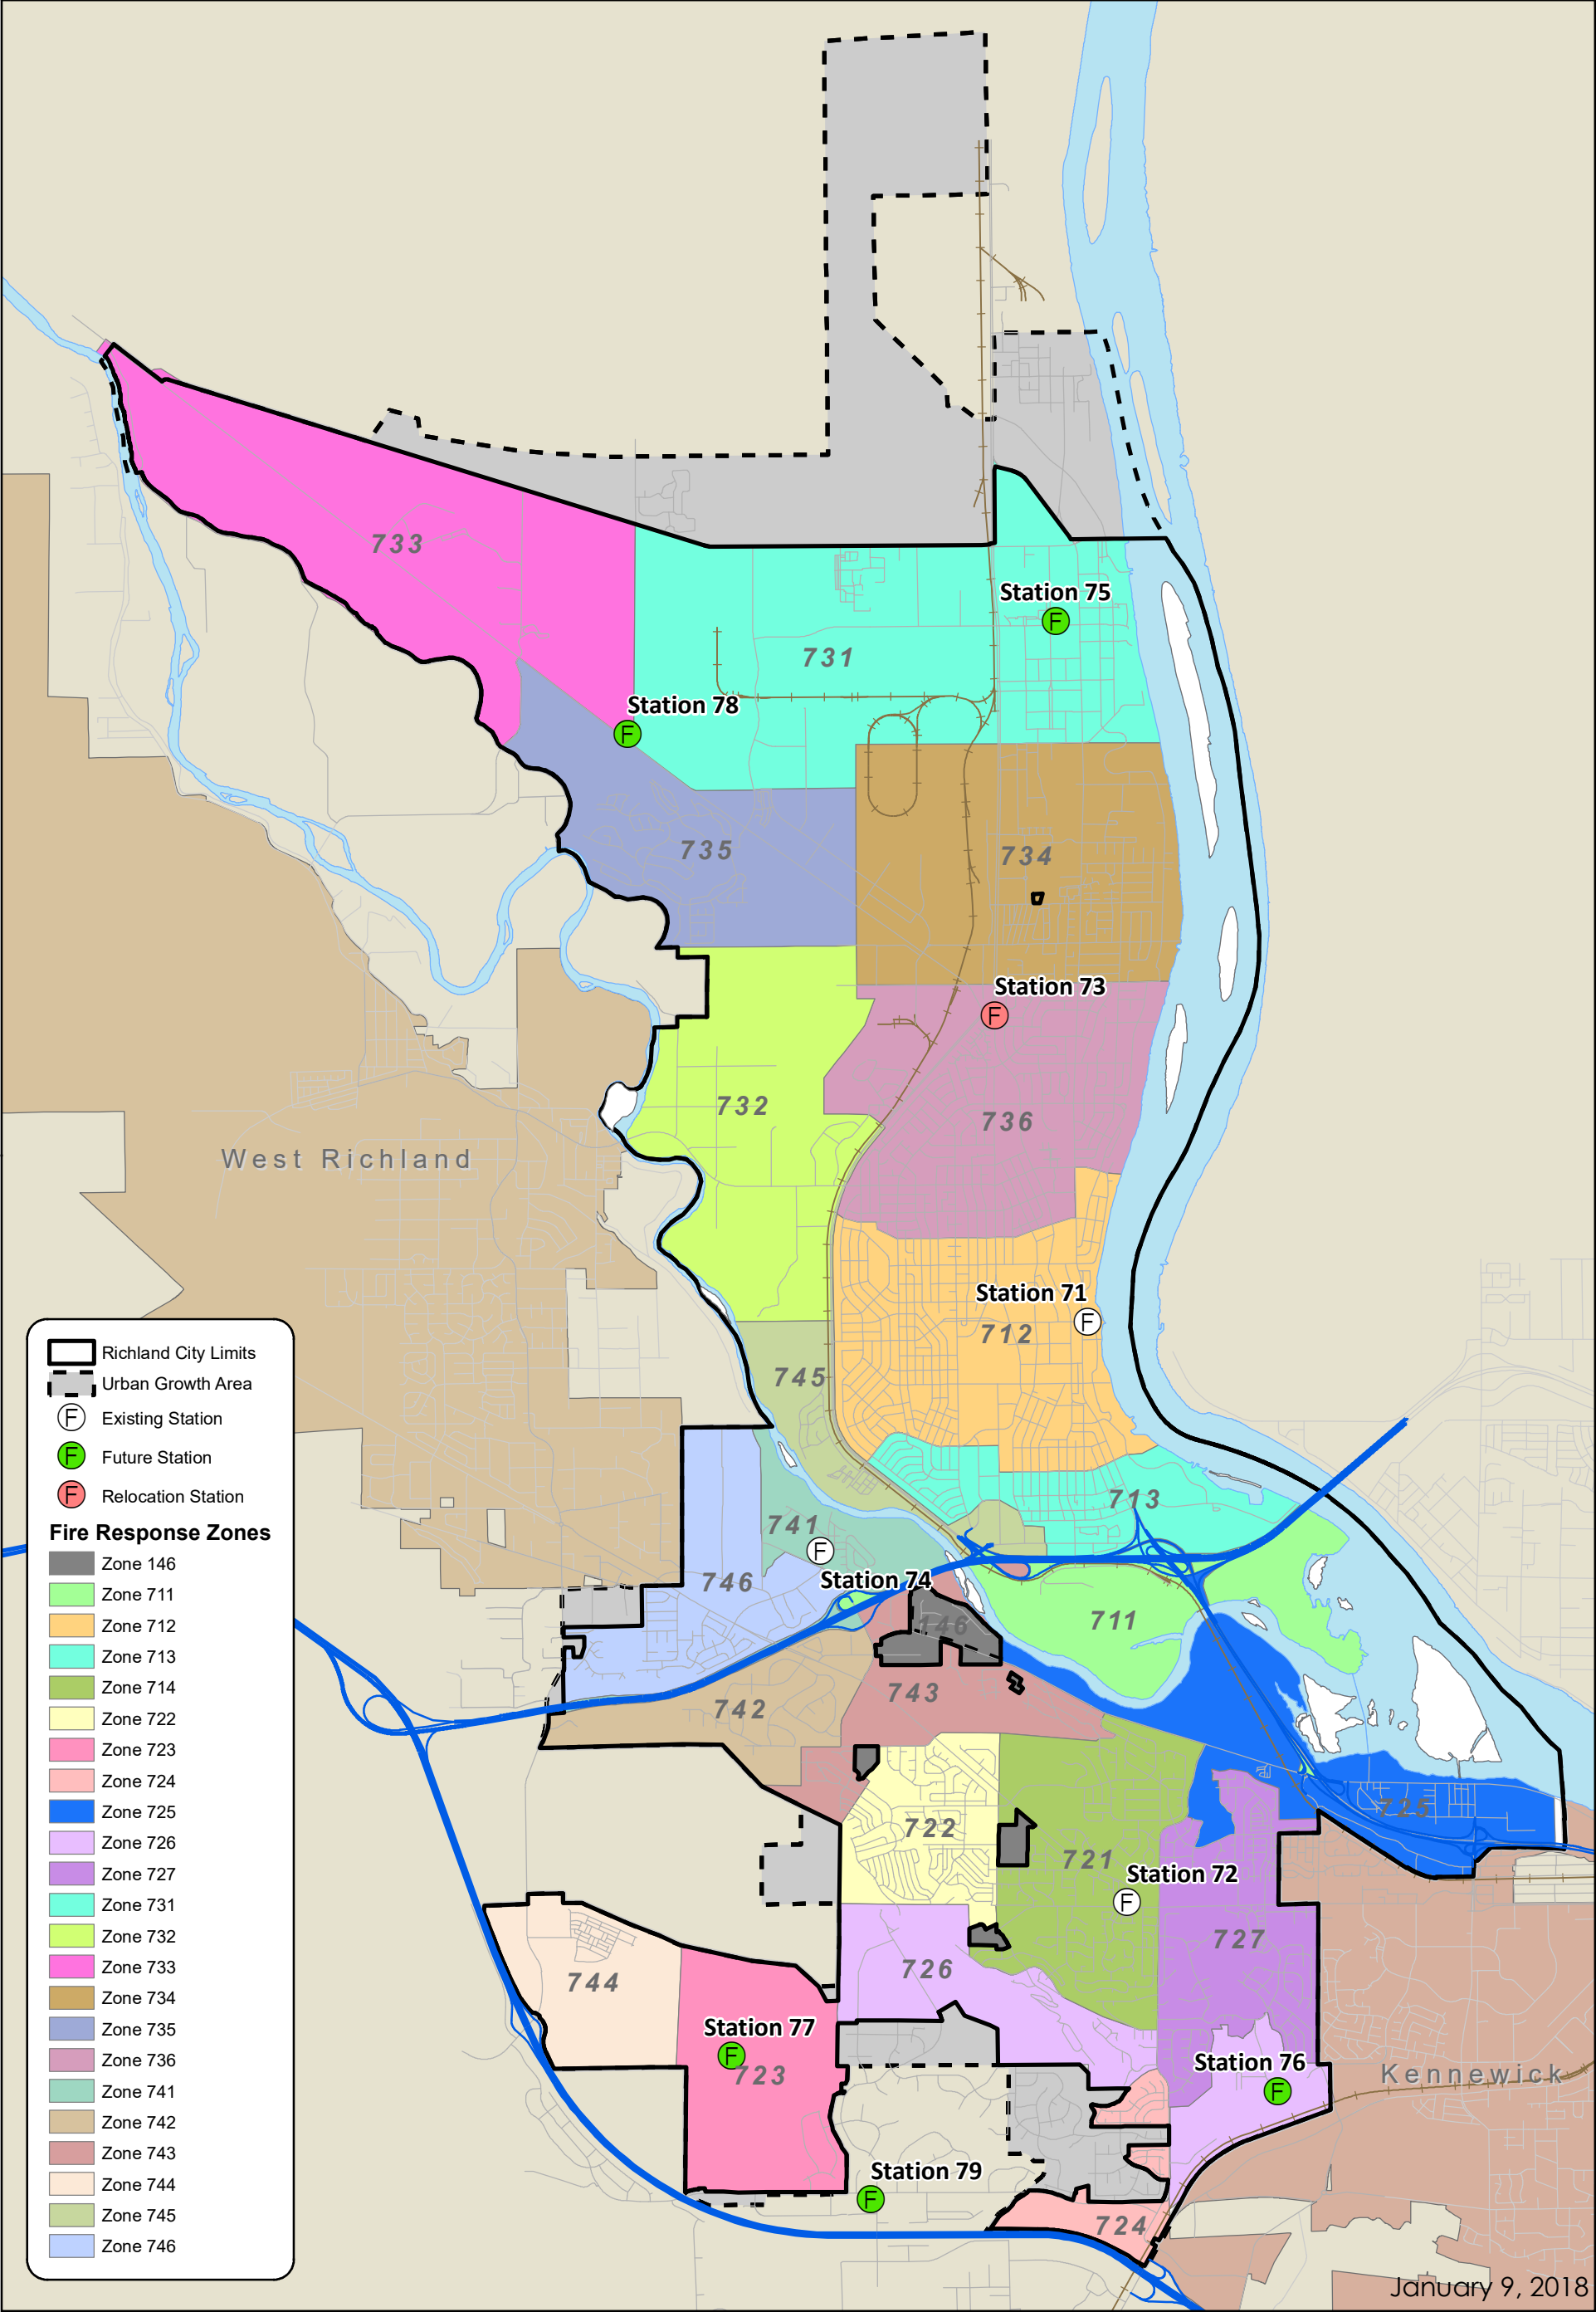 Station 75
733
731
Station 78
F
F
735
734
Station 73
F
732
736
West Richland
Station 71
F
712
745
713
741
F
Station 74
746
146
711
742
743
725
722
721
Station 72
F
727
726
744
Station 77
F
723
Station 76
F
Kennewick
Station 79
F
724
Richland City Limits
Urban Growth Area
F Existing Station
F Future Station
F Relocation Station
Fire Response Zones
Zone 146
Zone 711
Zone 712
Zone 713
Zone 714
Zone 722
Zone 723
Zone 724
Zone 725
Zone 726
Zone 727
Zone 731
Zone 732
Zone 733
Zone 734
Zone 735
Zone 736
Zone 741
Zone 742
Zone 743
Zone 744
Zone 745
Zone 746
January 9, 2018